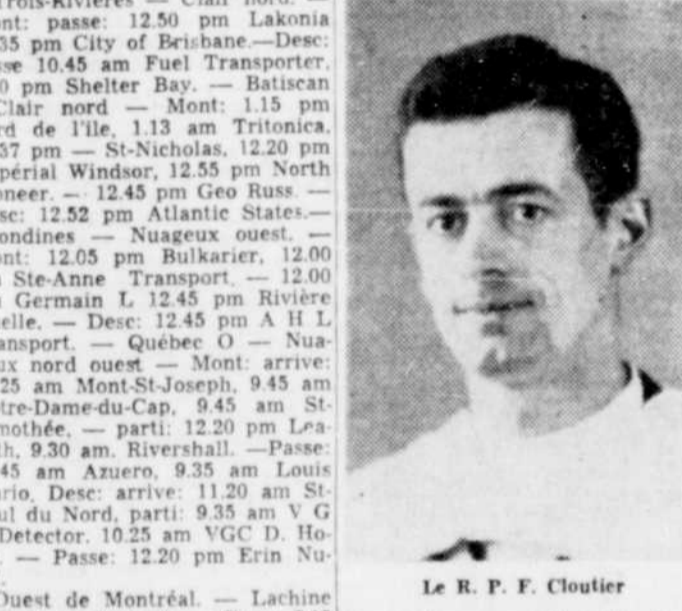 Trois-Rivières — Clair nord. —
ont: passe: 12.50 pm Lakonia
35 pm City of Brisbane.—Desc:
sse 10.45 am Fuel Transporter,
0 pm Shelter Bay. — Batiscan
Clair nord — Mont: 1.15 pm
rd de l'ile, 1.13 am Tritonica,
37 pm — St-Nicholas, 12.20 pm
périal Windsor, 12.55 pm North
oneer. — 12.45 pm Geo Russ. —
sc: 12.52 pm Atlantic States.—
ondines — Nuageux ouest. —
ont: 12.05 pm Bulkarier, 12.00
Ste-Anne Transport, — 12.00
Germain L 12.45 pm Rivière
elle. — Desc: 12.45 pm A H L
ansport. — Québec O — Nua-
ux nord ouest — Mont: arrive:
25 am Mont-St-Joseph, 9.45 am
tre-Dame-du-Cap, 9.45 am St-
mothée, — parti: 12.20 pm Lea-
h, 9.30 am. Rivershall. —Passe:
45 am Azuero, 9.35 am Louis
rio, Desc: arrive: 11.20 am St-
ul du Nord, parti: 9.35 am V G
Detector, 10.25 am VGC D. Ho-
. — Passe: 12.20 pm Erin Nu-
Ouest de Montréal. — Lachine
Le R. P. F. Cloutier